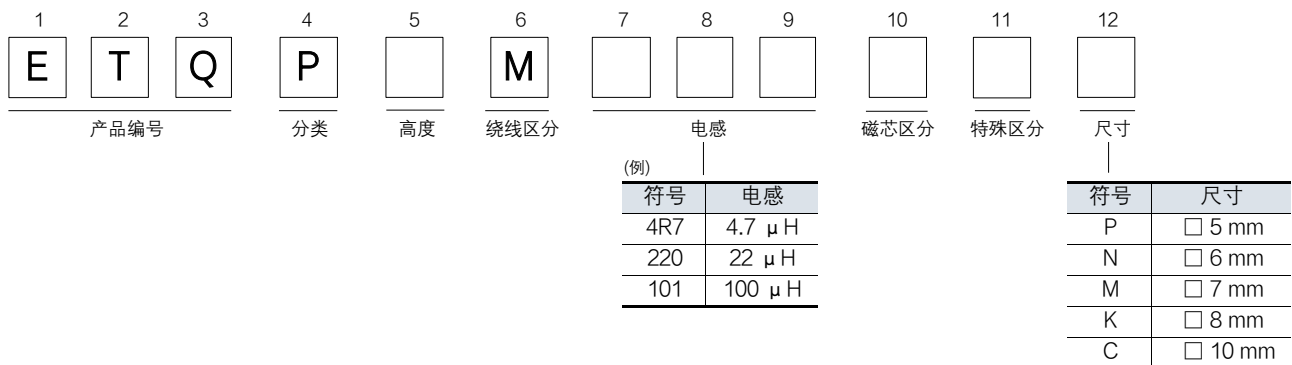 1 2 3 4 5 6 7 8 9 10 11 12
E T Q P M
产品编号 分类 高度 绕线区分 电感 磁芯区分 特殊区分 尺寸
(例)
符号 电感
4R7 4.7 μH
220 22 μH
101 100 μH
符号 尺寸
P □ 5 mm
N □ 6 mm
M □ 7 mm
K □ 8 mm
C □ 10 mm